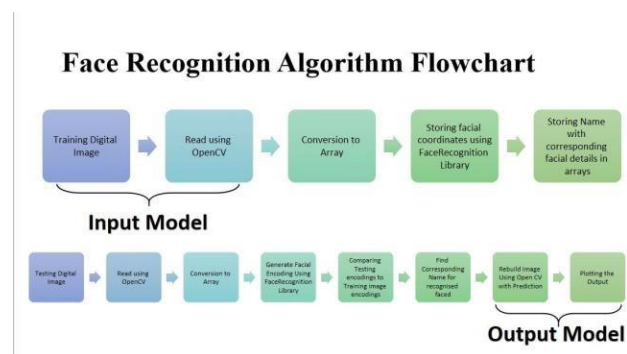 Face Recognition Algorithm Flowchart
Training Digital
Image
Read using
OpenCV
Conversion to
Array
Storing facial
coordinates using
FaceRecognition
Library
Storing Name
with
corresponding
facial details in
arrays
Input Model
Testing Digital
Image
Read using
OpenCV
Conversion to
Array
Generate Facial
Encoding Using
FaceRecognition
Library
Comparing
Testing
encodings to
Training image
encodings
Find
Corresponding
Name for
recognised faced
Rebuild Image
Using Open CV
with Prediction
Plotting the
Output
Output Model